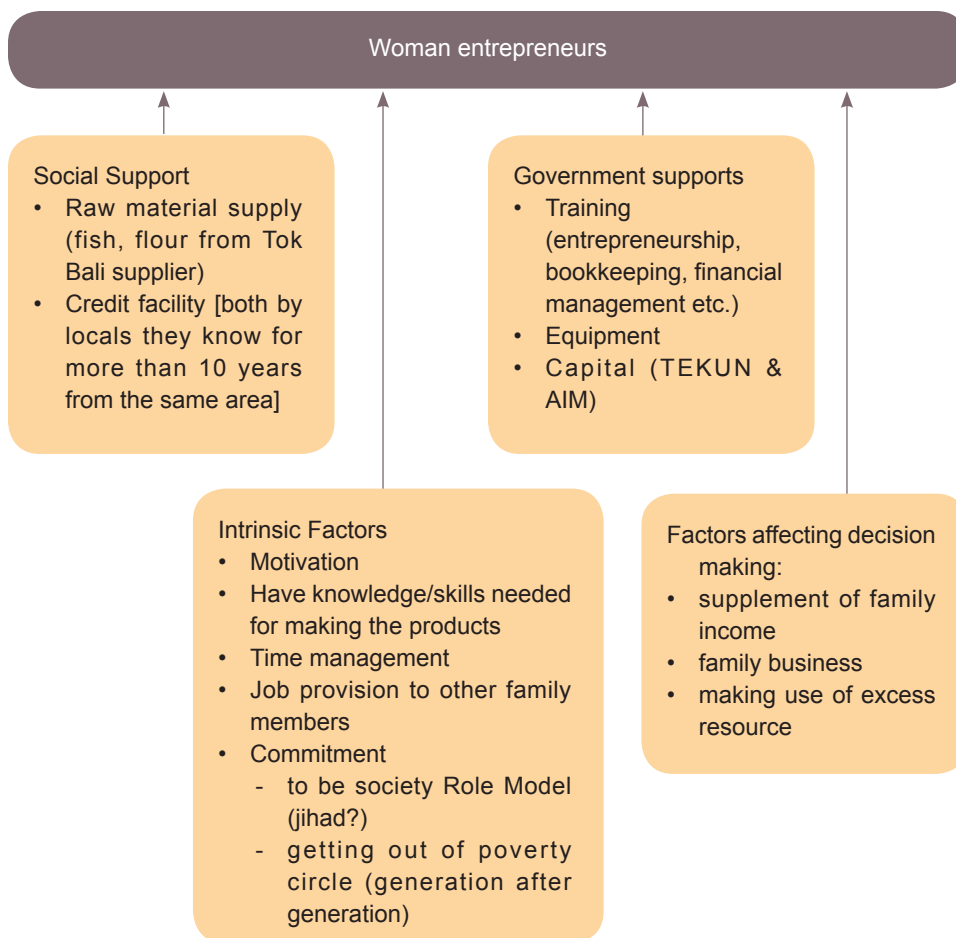 Woman entrepreneurs
Social Support
• Raw material supply
(fish, flour from Tok
Bali supplier)
• Credit facility [both by
locals they know for
more than 10 years
from the same area]
Government supports
• Training
(entrepreneurship,
bookkeeping, financial
management etc.)
• Equipment
• Capital (TEKUN &
AIM)
Intrinsic Factors
• Motivation
• Have knowledge/skills needed
for making the products
• Time management
• Job provision to other family
members
• Commitment
- to be society Role Model
(jihad?)
- getting out of poverty
circle (generation after
generation)
Factors affecting decision
making:
• supplement of family
income
• family business
• making use of excess
resource